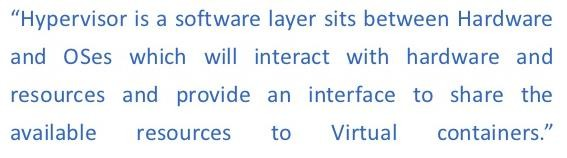 “Hypervisor is a software layer sits between Hardware
and OSes which will interact with hardware and
resources and provide an interface to share the
available resources to Virtual containers.”